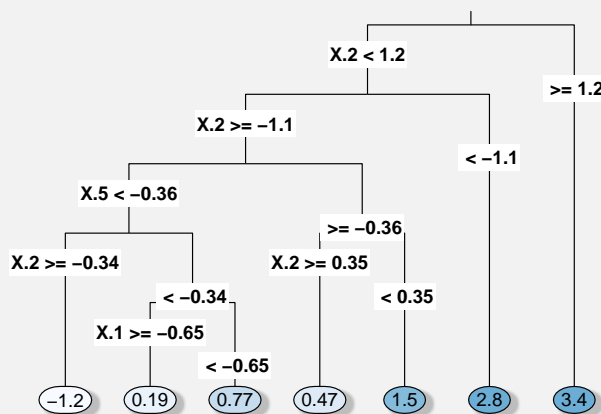 X.2 < 1.2
>= 1.2
X.2 >= −1.1
< −1.1
X.5 < −0.36
>= −0.36
X.2 >= −0.34
X.2 >= 0.35
< −0.34
< 0.35
X.1 >= −0.65
< −0.65
−1.2 0.19 0.77 0.47 1.5 2.8 3.4